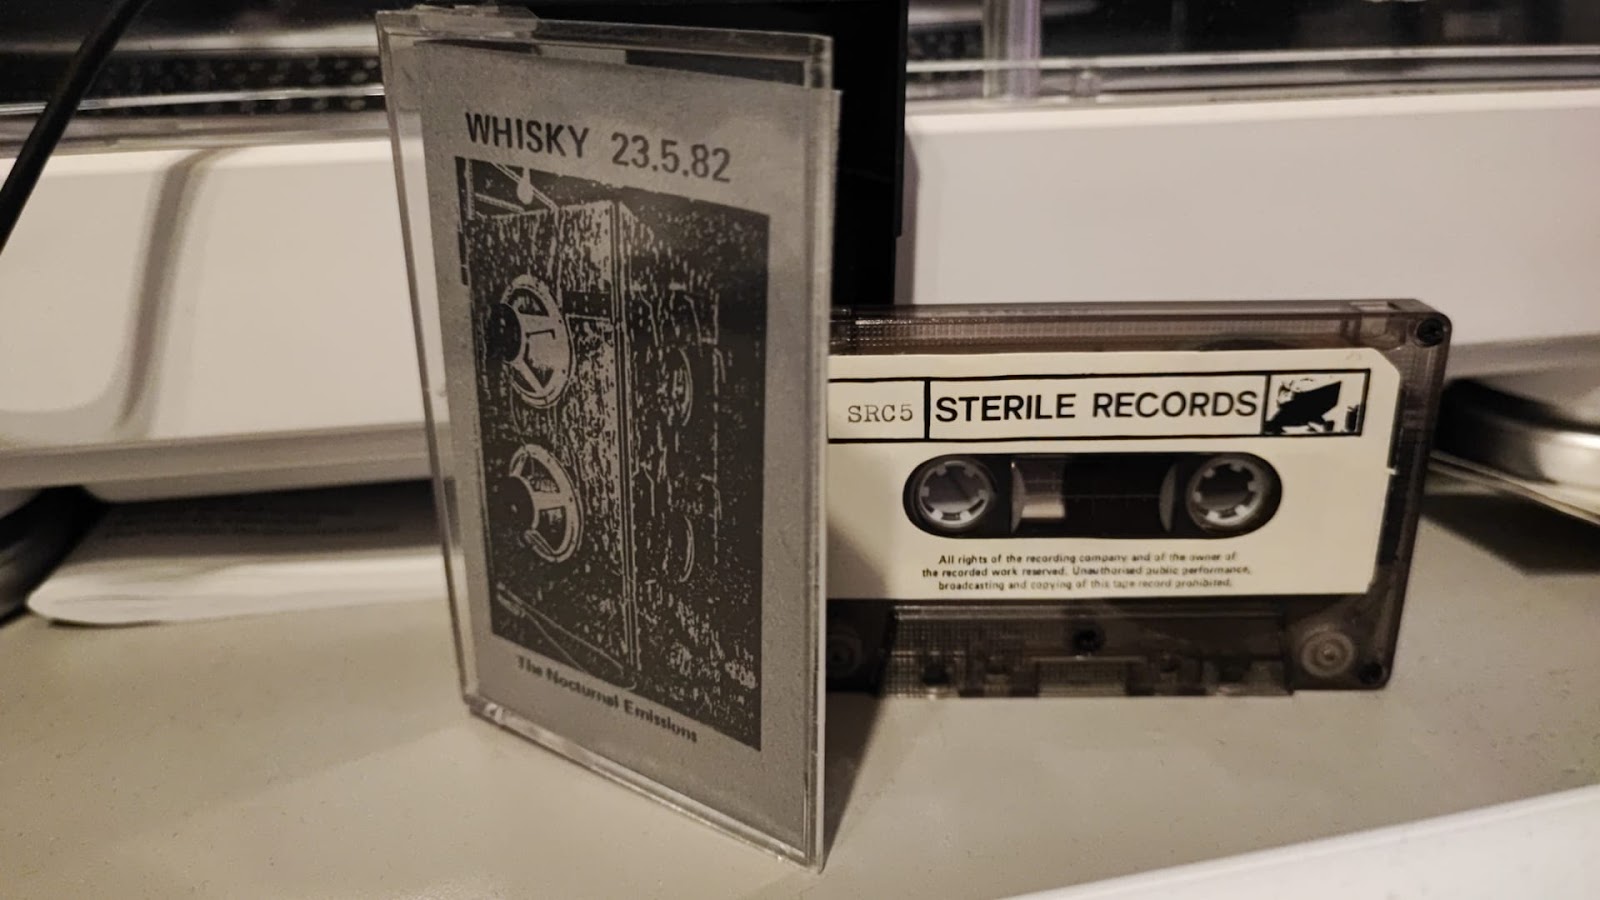 WHISKY 23.5.82
The Nocturnal Emissions
SRC5
STERILE RECORDS
All rights of the recording company and of the owner of
the recorded work reserved. Unauthorised public performance,
broadcasting and copying of this tape record prohibited.